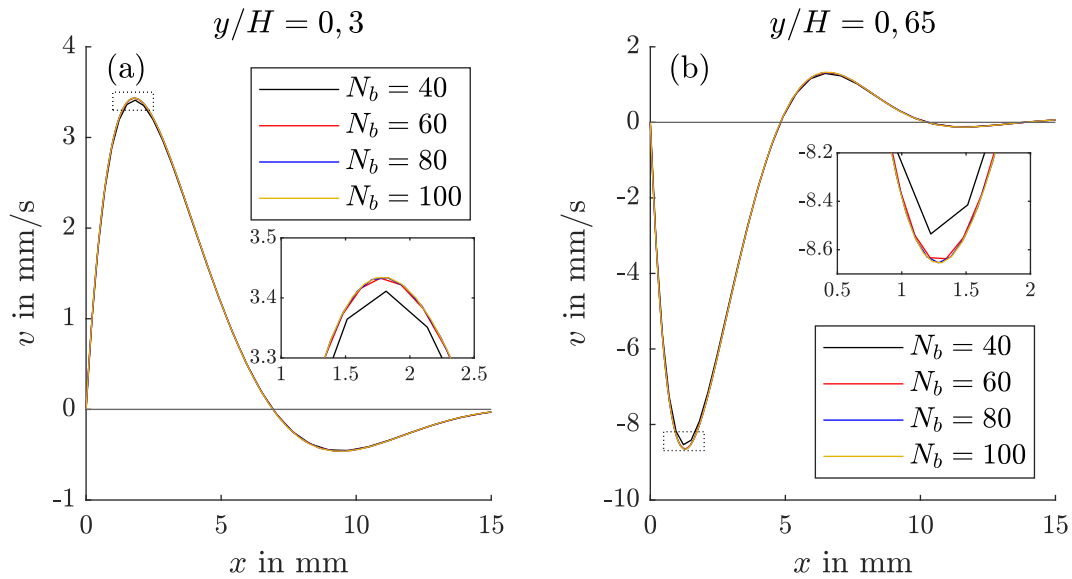 y/H = 0, 3
(a)
4
3
2
1
0
-1
v in mm/s
N_b = 40
N_b = 60
N_b = 80
N_b = 100
3.5
3.4
3.3
1
1.5
2
2.5
0
5
10
15
x in mm
y/H = 0, 65
(b)
2
0
-2
-4
-6
-8
-10
v in mm/s
-8.2
-8.4
-8.6
0.5
1
1.5
2
N_b = 40
N_b = 60
N_b = 80
N_b = 100
0
5
10
15
x in mm